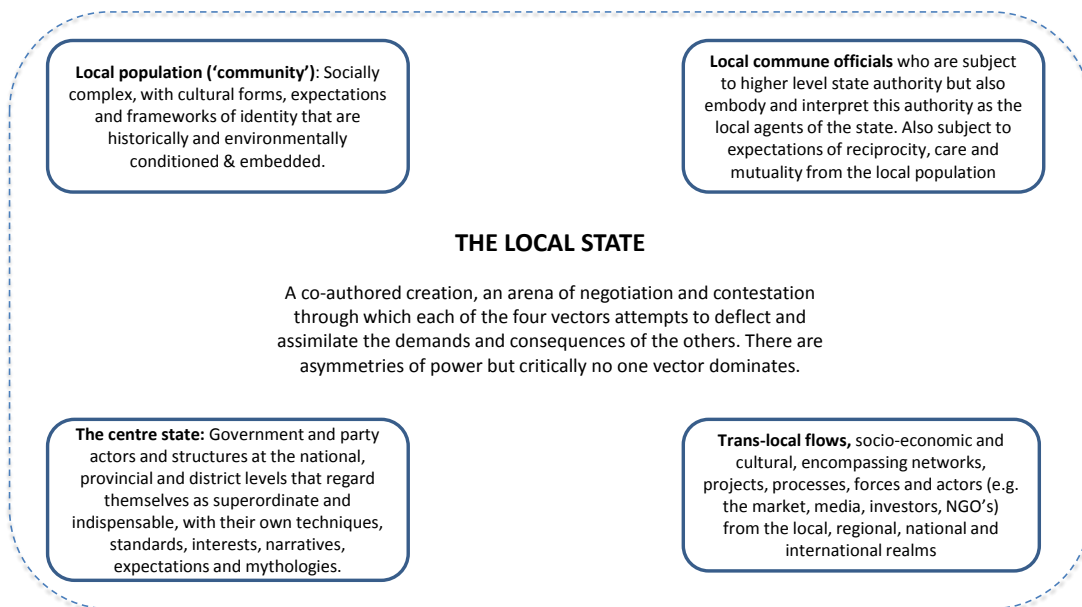 Local population (‘community’): Socially
complex, with cultural forms, expectations
and frameworks of identity that are
historically and environmentally
conditioned & embedded.
Local commune officials who are subject
to higher level state authority but also
embody and interpret this authority as the
local agents of the state. Also subject to
expectations of reciprocity, care and
mutuality from the local population
THE LOCAL STATE
A co-authored creation, an arena of negotiation and contestation
through which each of the four vectors attempts to deflect and
assimilate the demands and consequences of the others. There are
asymmetries of power but critically no one vector dominates.
The centre state: Government and party
actors and structures at the national,
provincial and district levels that regard
themselves as superordinate and
indispensable, with their own techniques,
standards, interests, narratives,
expectations and mythologies.
Trans-local flows, socio-economic and
cultural, encompassing networks,
projects, processes, forces and actors (e.g.
the market, media, investors, NGO’s)
from the local, regional, national and
international realms